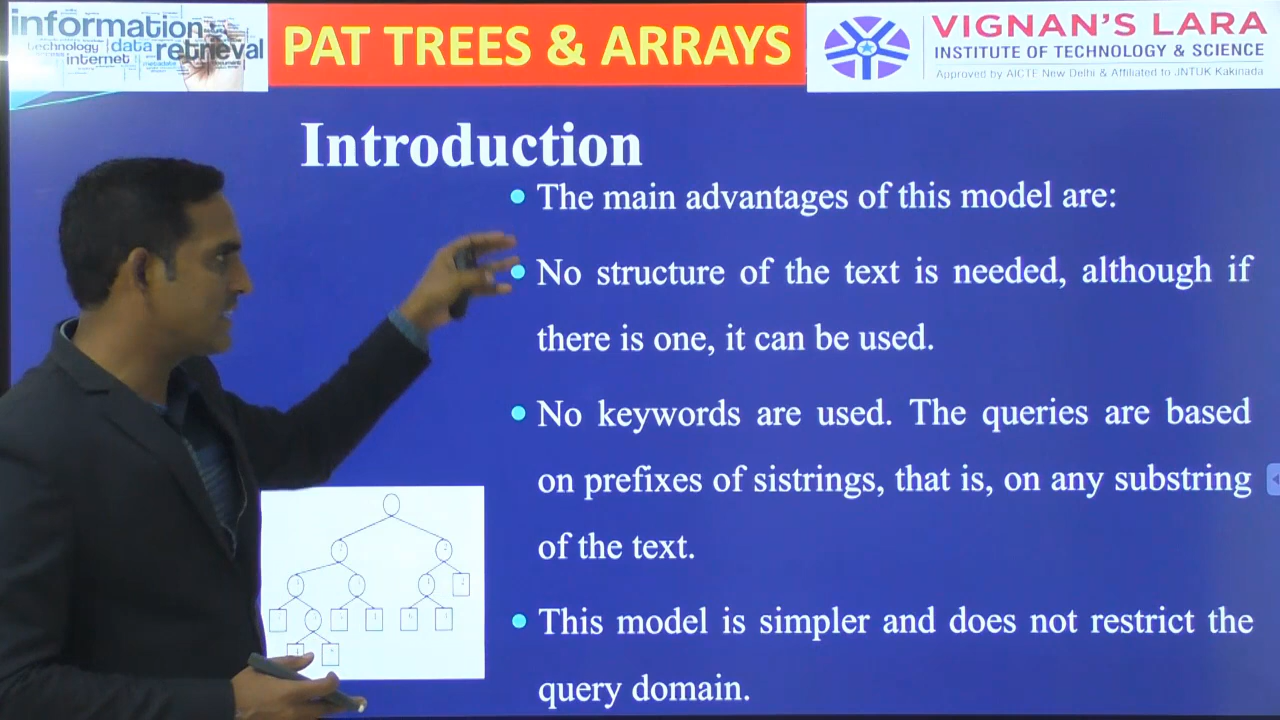 information
technology data retrieval
internet
PAT TREES & ARRAYS
VIGNAN'S LARA
INSTITUTE OF TECHNOLOGY & SCIENCE
Approved by AICTE New Delhi & Affiliated to JNTUK Kakinada
Introduction
• The main advantages of this model are:
• No structure of the text is needed, although if
there is one, it can be used.
• No keywords are used. The queries are based
on prefixes of sistrings, that is, on any substring
of the text.
• This model is simpler and does not restrict the
query domain.